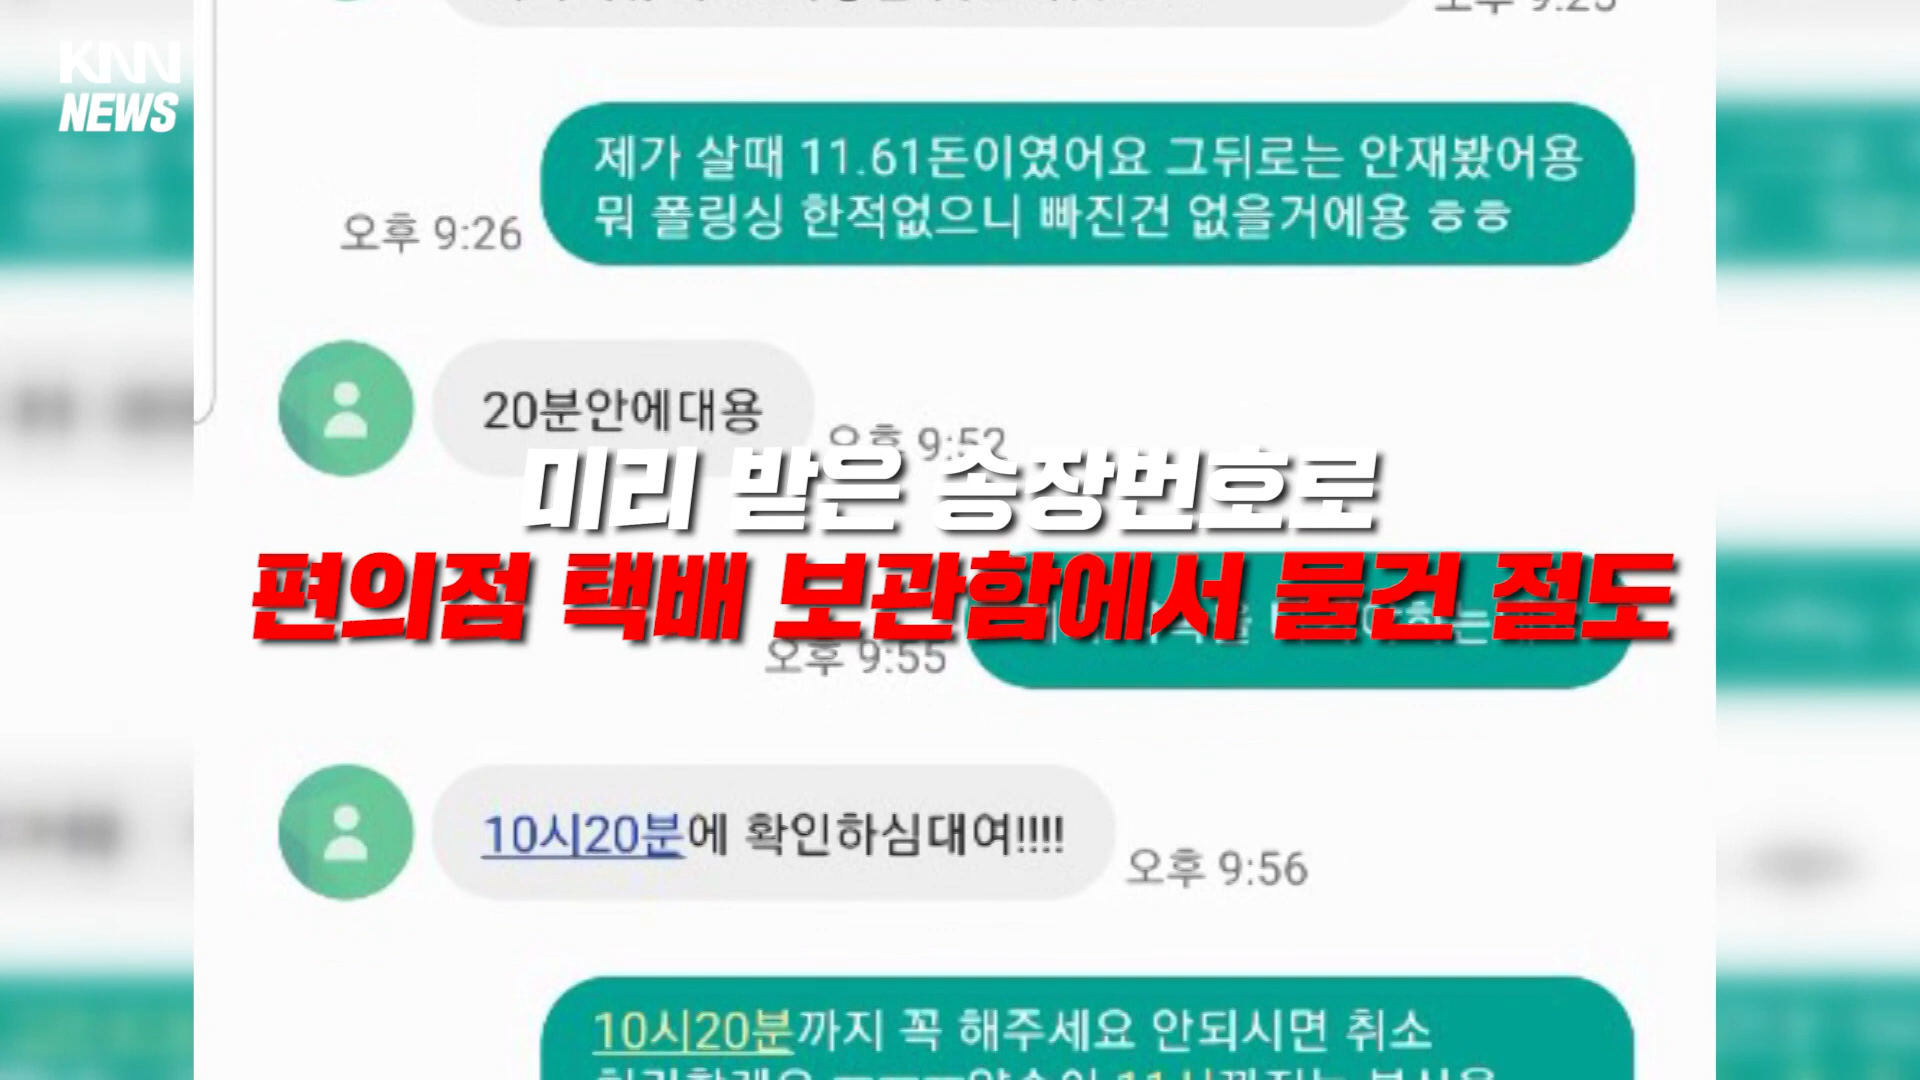 KNN
NEWS
제가 살때 11.61돈이였어요 그뒤로는 안재봤어용
뭐 폴링싱 한적없으니 빠진건 없을거에용 ㅎㅎ
오후 9:26
20분안에대용
오후 9:52
미리 받은 송장번호로
편의점 택배 보관함에서 물건 절도
오후 9:55
10시20분에 확인하심대여!!!!
오후 9:56
10시20분까지 꼭 해주세요 안되시면 취소